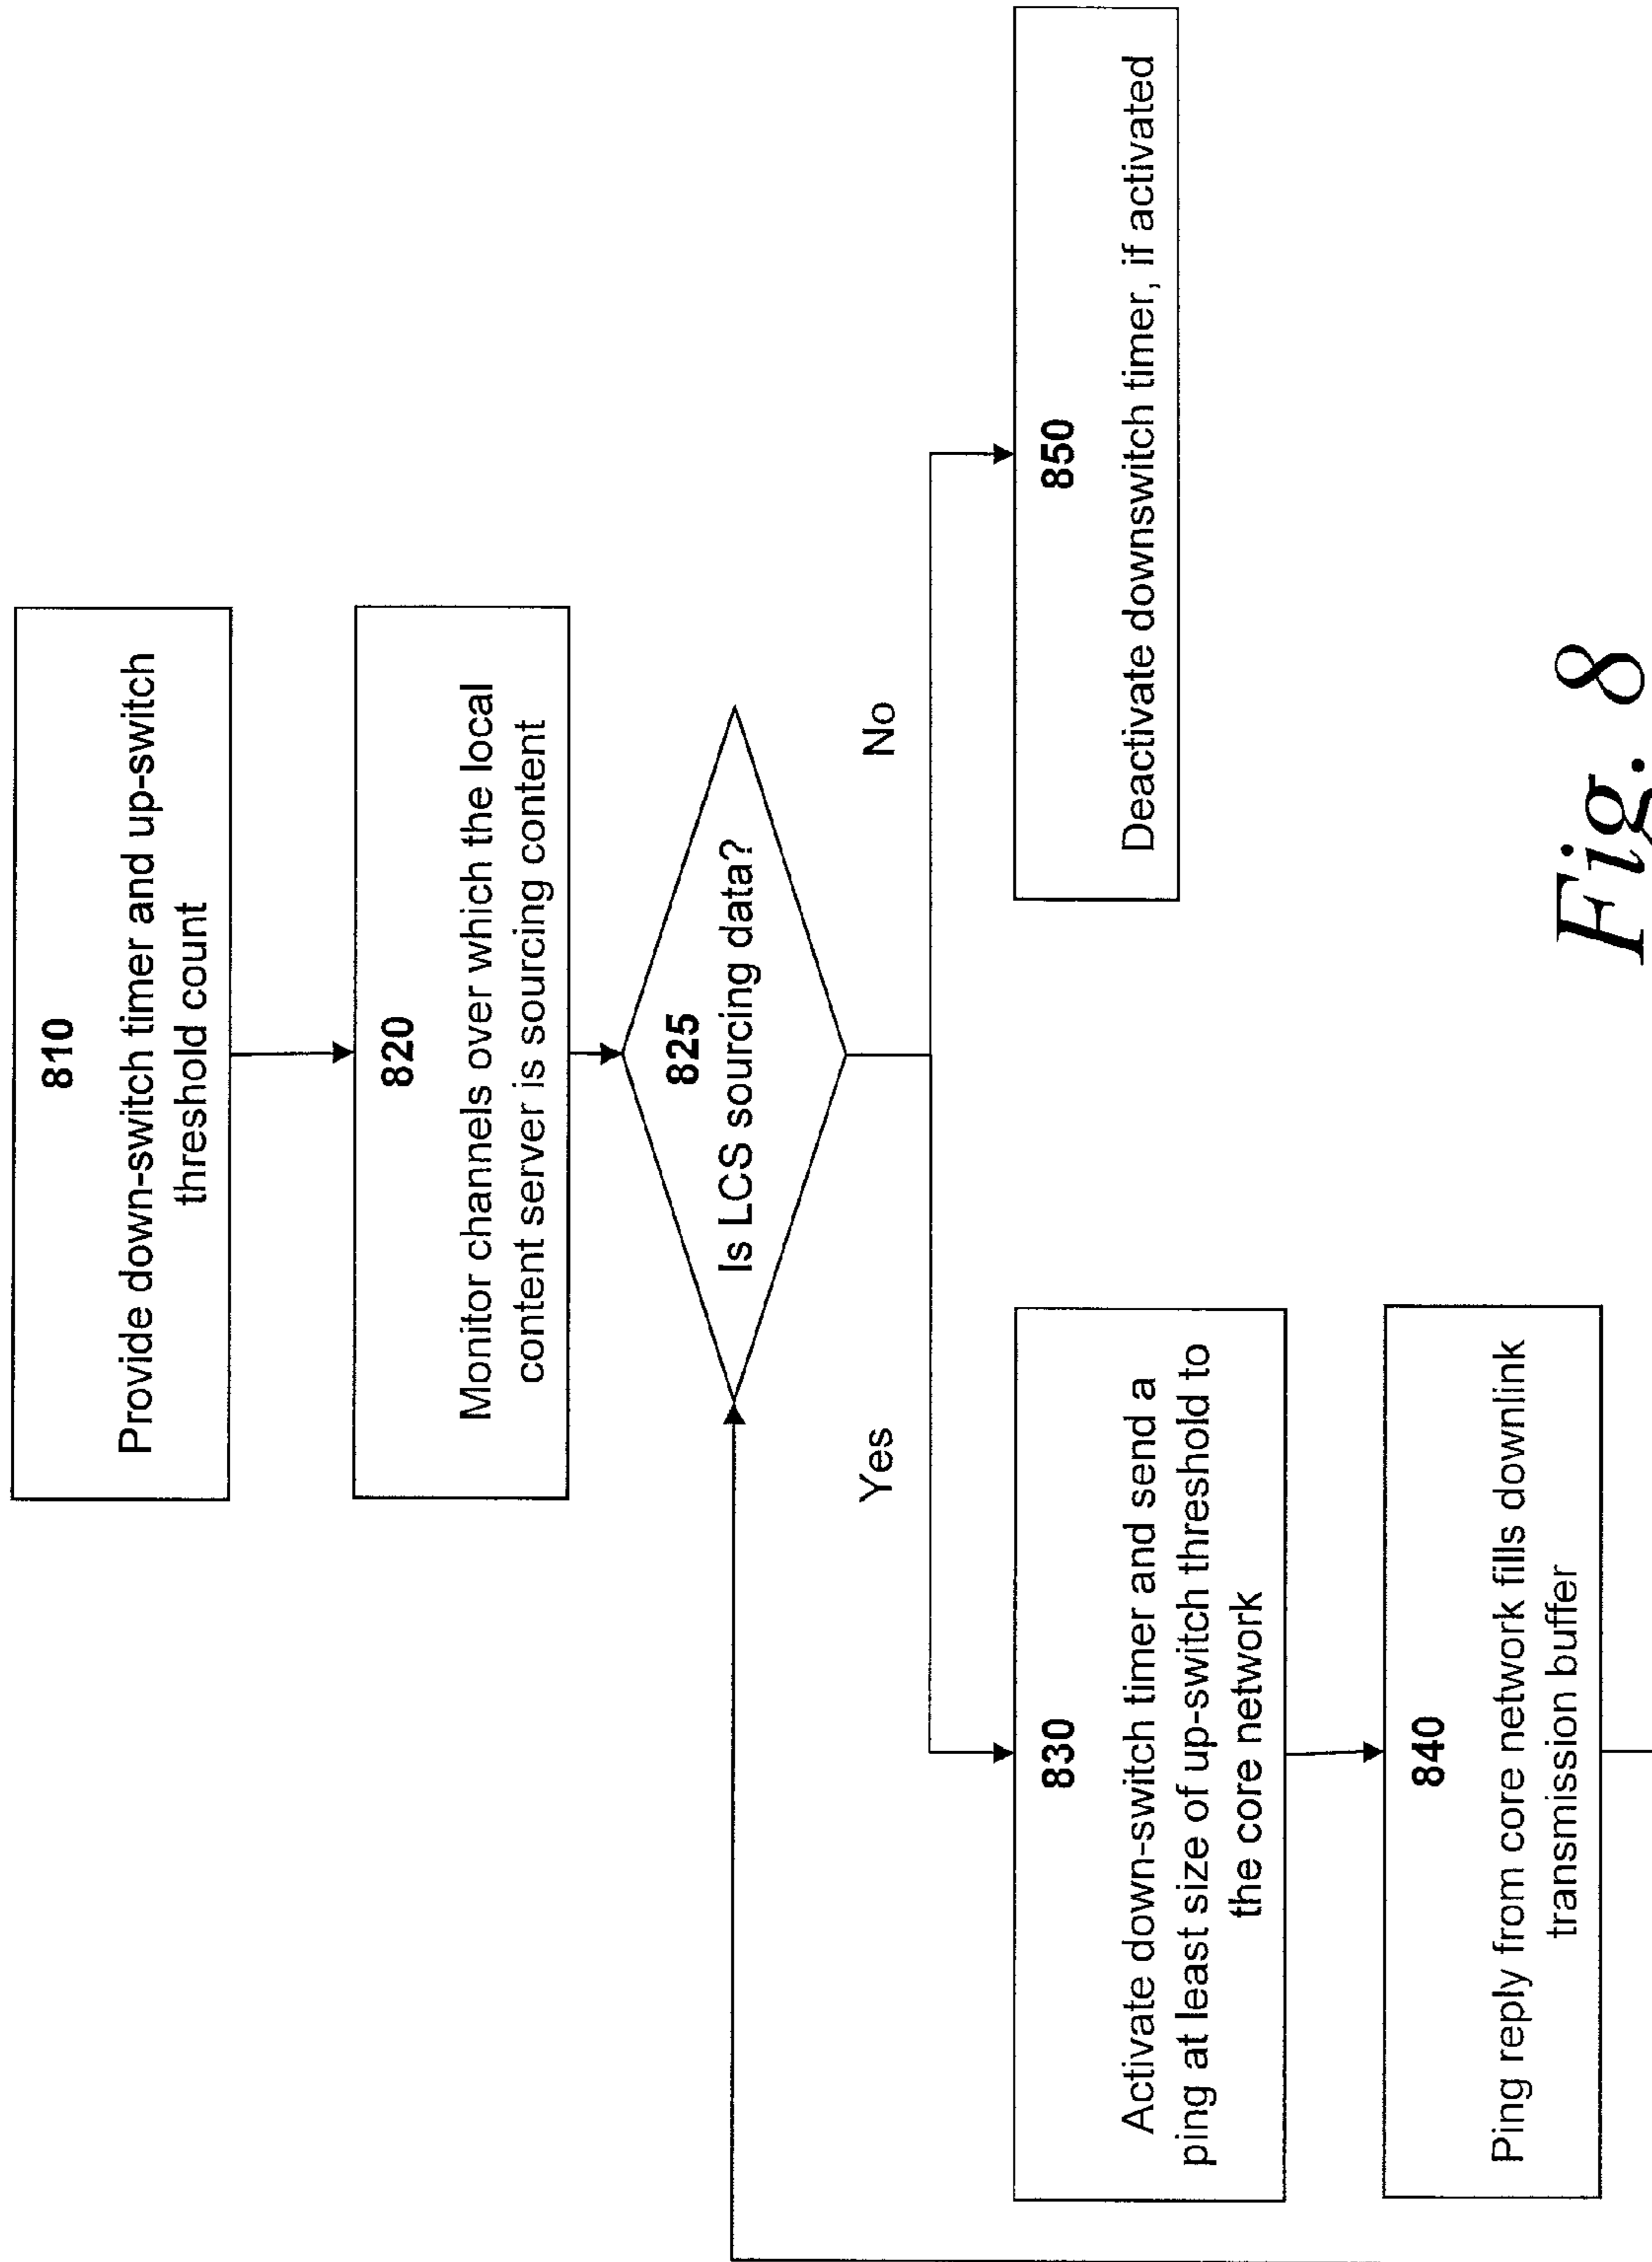 810
Provide down-switch timer and up-switch
threshold count
820
Monitor channels over which the local
content server is sourcing content
825
Is LCS sourcing data?
Yes
No
830
Activate down-switch timer and send a
ping at least size of up-switch threshold to
the core network
840
Ping reply from core network fills downlink
transmission buffer
850
Deactivate downswitch timer, if activated
Fig. 8